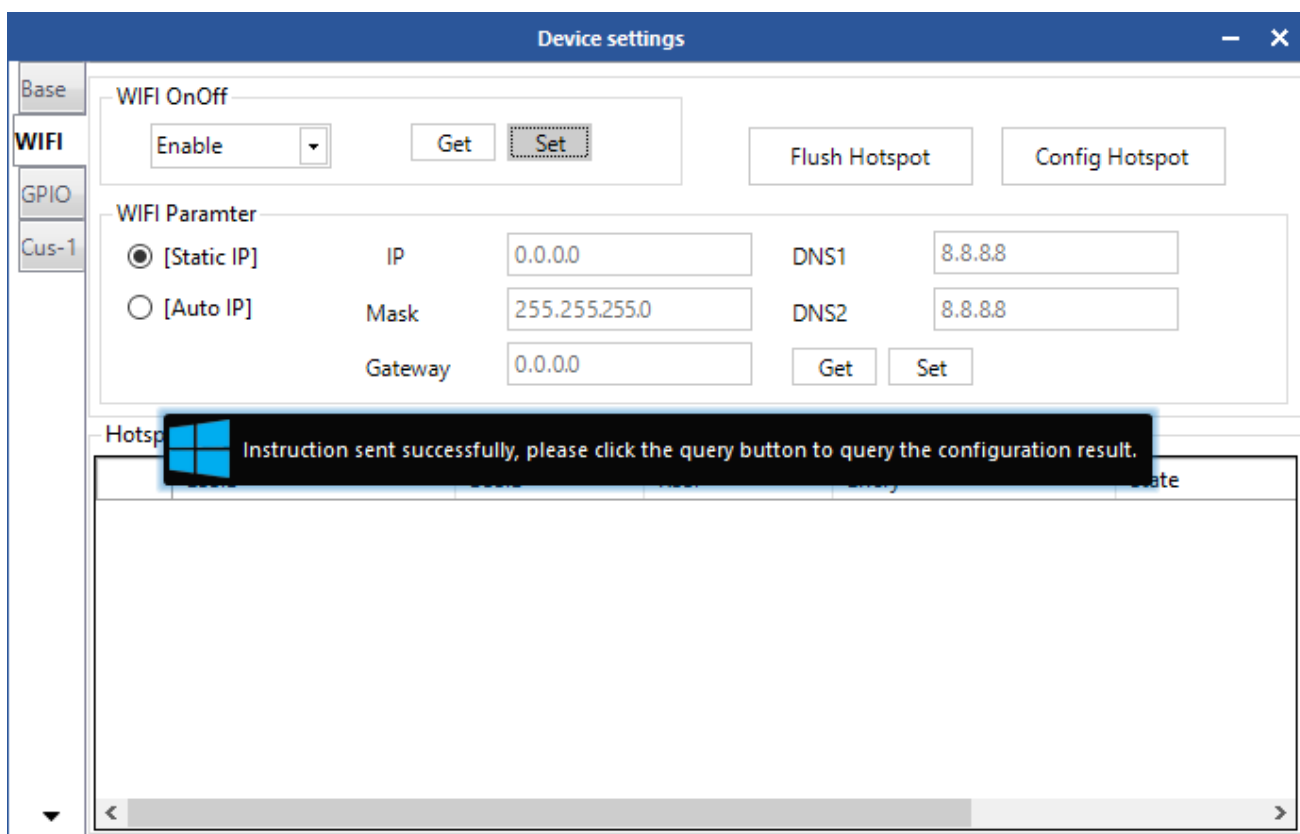 Device settings
Base
WIFI
GPIO
Cus-1
WIFI OnOff
Enable
Get
Set
Flush Hotspot
Config Hotspot
WIFI Paramter
[Static IP]
[Auto IP]
IP
0.0.0.0
Mask
255.255.255.0
Gateway
0.0.0.0
DNS1
8.8.8.8
DNS2
8.8.8.8
Get
Set
Instruction sent successfully, please click the query button to query the configuration result.